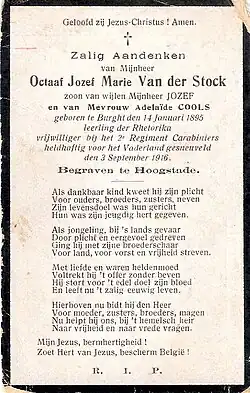 Geloofd zij Jezus-Christus! Amen.
Zalig Aandenken
van Mijnheer
Octaaf Jozef Marie Van der Stock
zoon van wijlen Mijnheer JOZEF
en van Mevrouw Adelaïde COOLS
geboren te Burght den 14 januari 1895
leerling der Rhetorika
vrijwilliger bij het 2e Regiment Carabiniers
heldhaftig voor het Vaderland gesneuveld
den 3 September 1916.
Begraven te Hoogstade.
Als dankbaar kind kweet hij zijn plicht
Voor ouders, broeders, zusters, neven
Zijn levensdoel was hun gericht
Hun was zijn jeugdig hert gegeven.
Als jongeling, bij 's lands gevaar
Door plicht en eergevoel gedreven
Ging hij met zijne broederschaar
Voor land, voor vorst en vrijheid streven.
Met liefde en waren heldenmoed
Voltrekt hij 't offer zonder beven
Hij stort voor 't edel doel zijn bloed
En leeft nu 't zalig eeuwig leven.
Hierboven nu bidt hij den Heer
Voor moeder, zusters, broeders, magen
Nu helpt hij ons, bij 's hemelsch heir
Naar vrijheid en naar vrede vragen.
Mijn Jezus, bermhertigheid!
Zoet Hert van Jezus, bescherm België!
R. I. P.